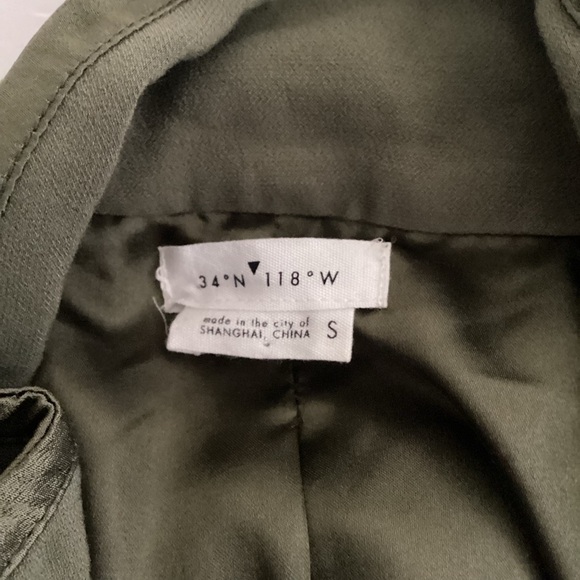 34°N▼118°W
made in the city of
SHANGHAI, CHINA S